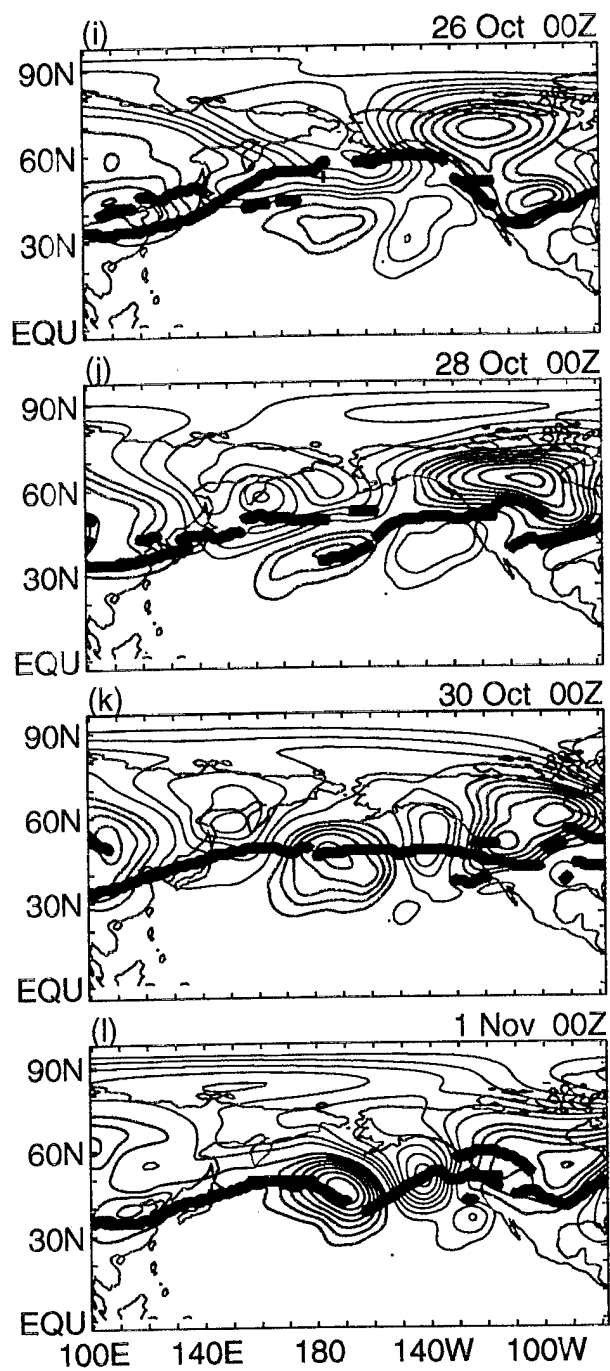 (i) 26 Oct 00Z
90N
60N
30N
EQU
(j) 28 Oct 00Z
90N
60N
30N
EQU
(k) 30 Oct 00Z
90N
60N
30N
EQU
(l) 1 Nov 00Z
90N
60N
30N
EQU
100E 140E 180 140W 100W